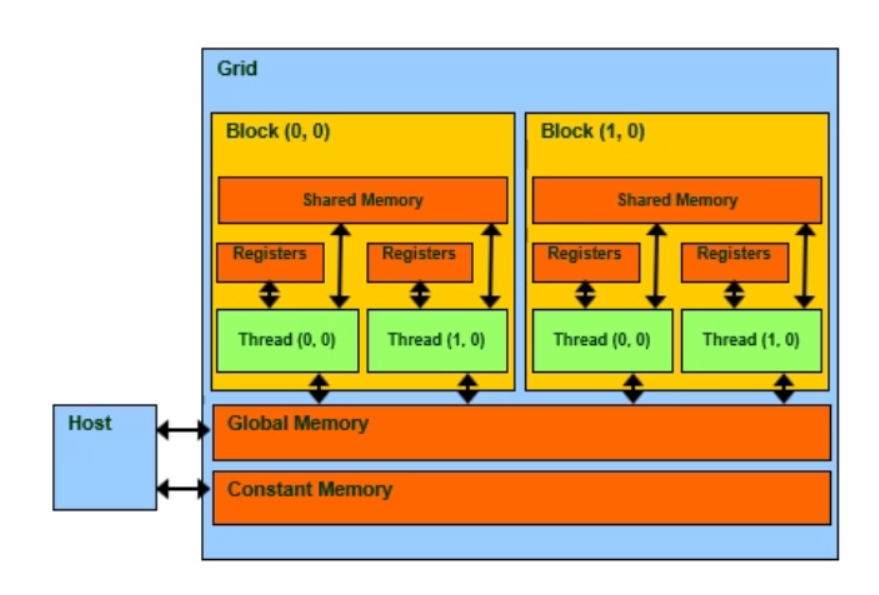 Grid
Block (0, 0)
Block (1, 0)
Shared Memory
Shared Memory
Registers
Registers
Registers
Registers
Thread (0, 0)
Thread (1, 0)
Thread (0, 0)
Thread (1, 0)
Host
Global Memory
Constant Memory